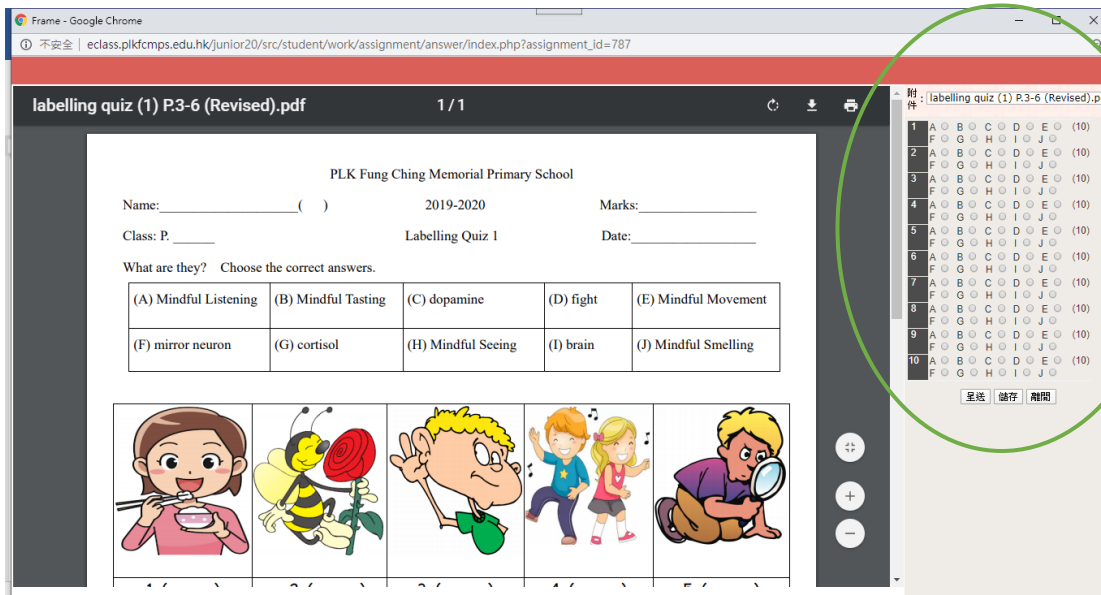 Frame - Google Chrome
不安全 | eclass.plkfcmps.edu.hk/junior20/src/student/work/assignment/answer/index.php?assignment_id=787
labelling quiz (1) P.3-6 (Revised).pdf 1 / 1
PLK Fung Ching Memorial Primary School
Name: ( ) 2019-2020 Marks:
Class: P. Labelling Quiz 1 Date:
What are they? Choose the correct answers.
(A) Mindful Listening (B) Mindful Tasting (C) dopamine (D) fight (E) Mindful Movement
(F) mirror neuron (G) cortisol (H) Mindful Seeing (I) brain (J) Mindful Smelling
附件: labelling quiz (1) P.3-6 (Revised).p
1 A B C D E (10)
F G H I J
2 A B C D E (10)
F G H I J
3 A B C D E (10)
F G H I J
4 A B C D E (10)
F G H I J
5 A B C D E (10)
F G H I J
6 A B C D E (10)
F G H I J
7 A B C D E (10)
F G H I J
8 A B C D E (10)
F G H I J
9 A B C D E (10)
F G H I J
10 A B C D E (10)
F G H I J
呈送 儲存 離開